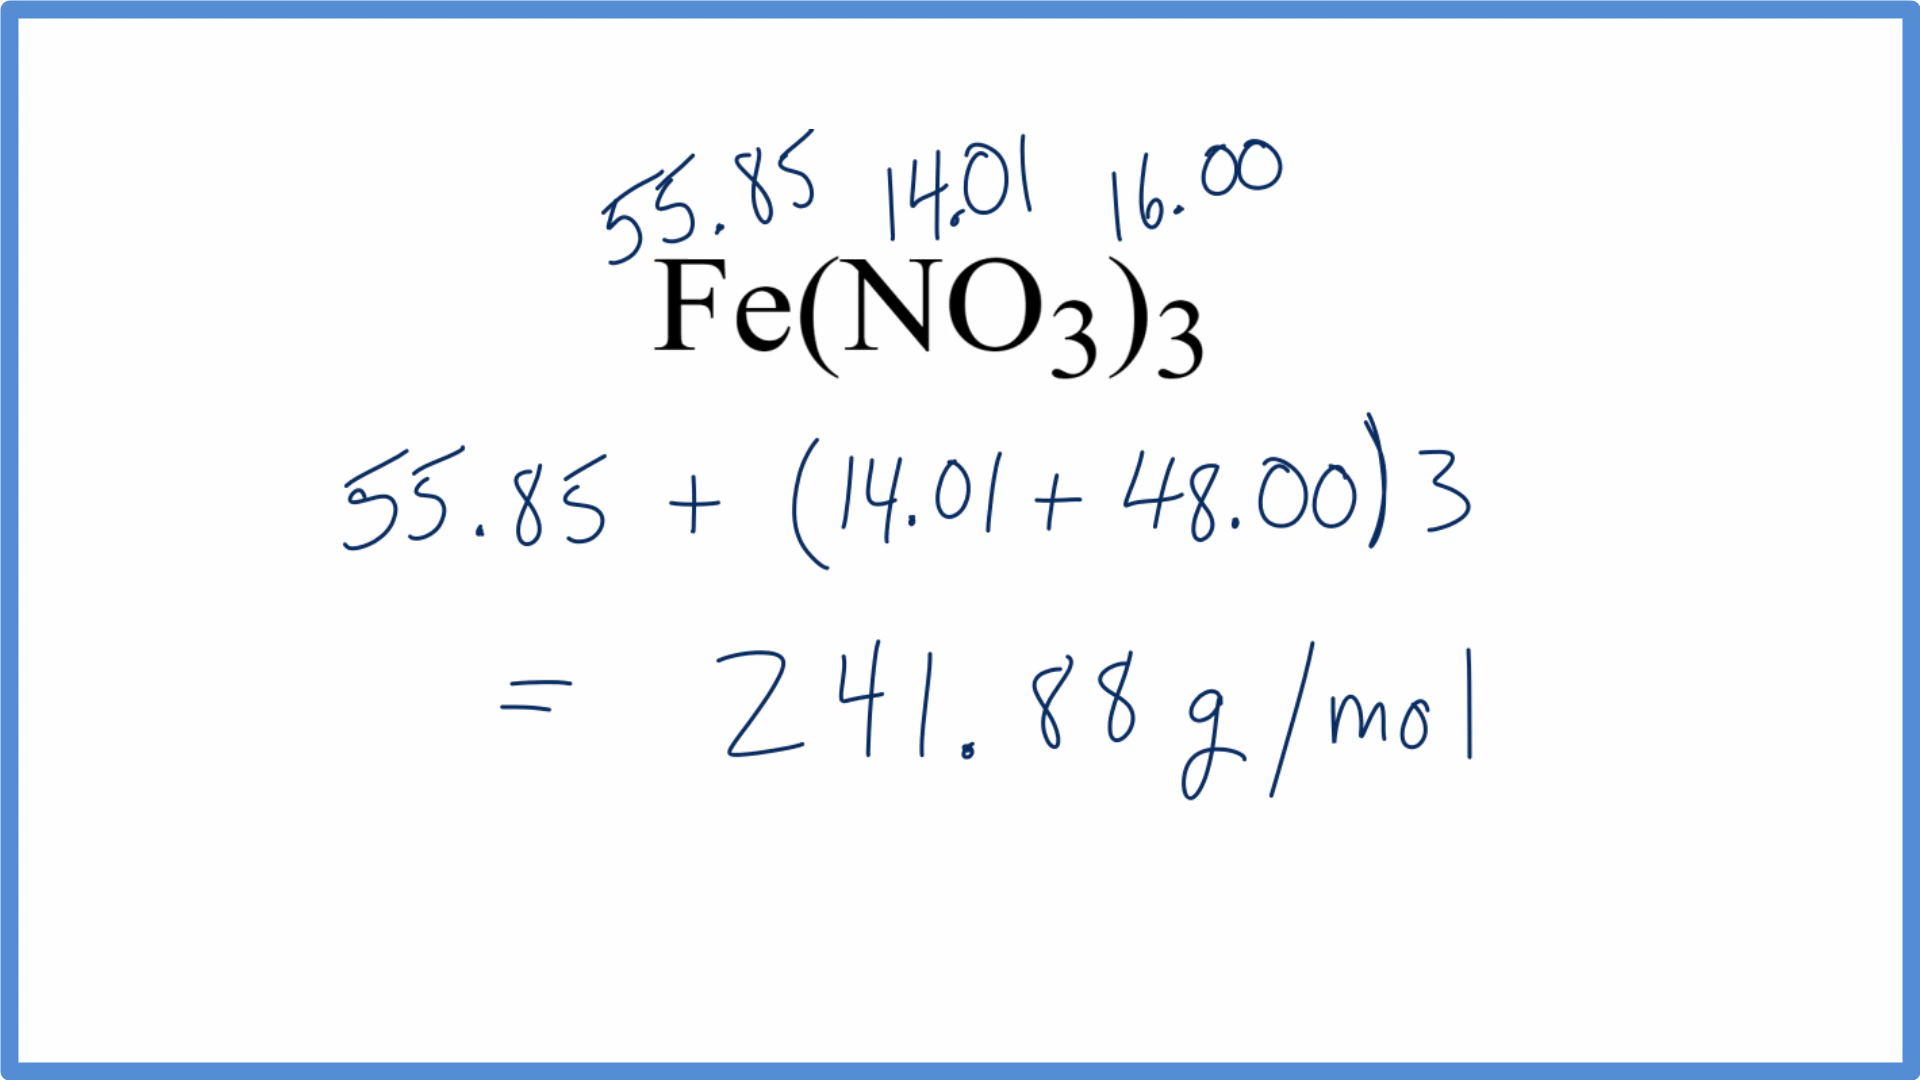 55.85 14.01 16.00
Fe(NO₃)₃
55.85 + (14.01 + 48.00)3
= 241.88 g/mol